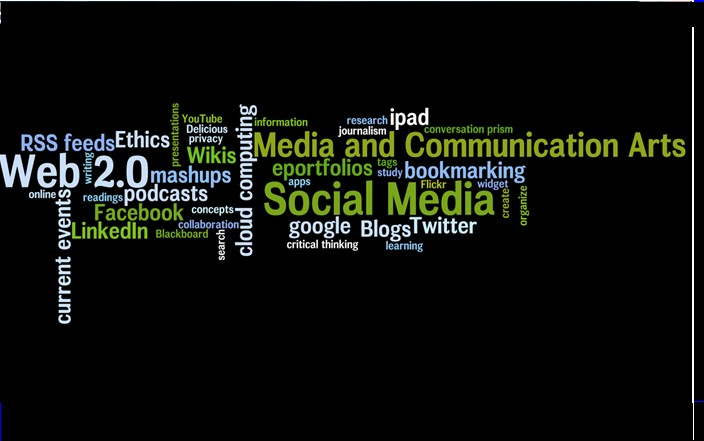 YouTube
information
presentations
Delicious
research
ipad
RSS feeds
Ethics
privacy
cloud computing
journalism
conversation prism
Media and Communication Arts
Web 2.0
writing
Wikis
mashups
eportfolios
tags
study
bookmarking
online
readings
podcasts
apps
Flickr
widget
Social Media
create
organize
Facebook
concepts
LinkedIn
Blackboard
collaboration
search
google
Blogs
Twitter
critical thinking
learning
current events